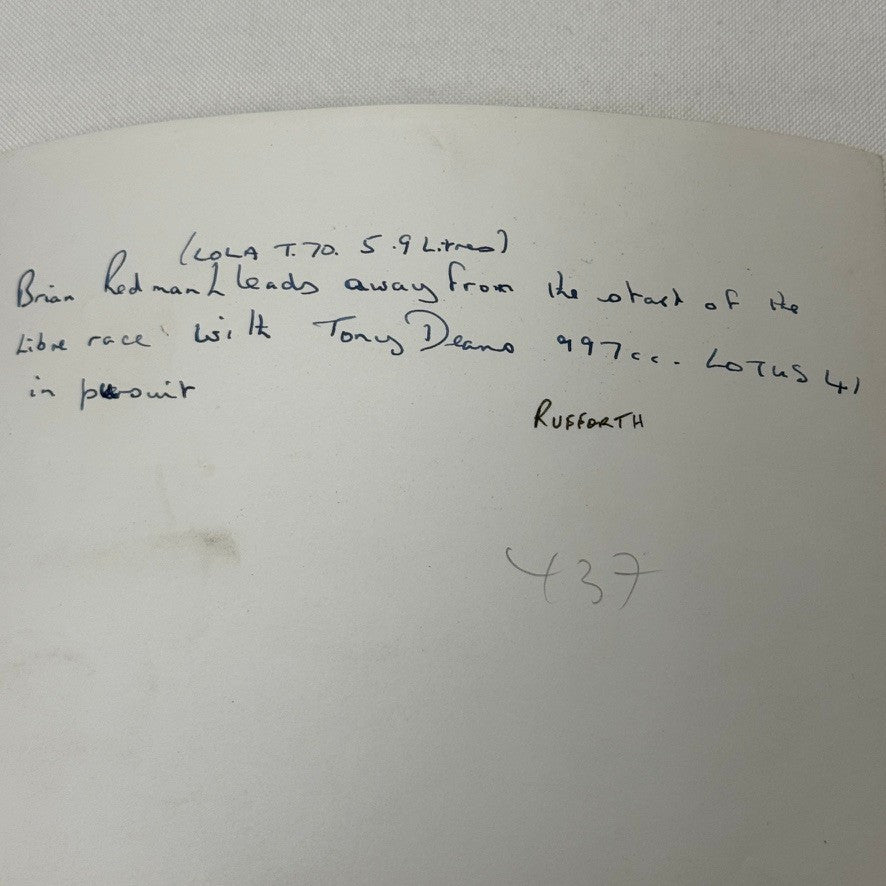 (LOLA T.70. 5.9 Litres)
Brian Redman leads away from the start of the
Libre race with Tony Deans 997cc. LOTUS 41
in pursuit
RUFFORTH
437